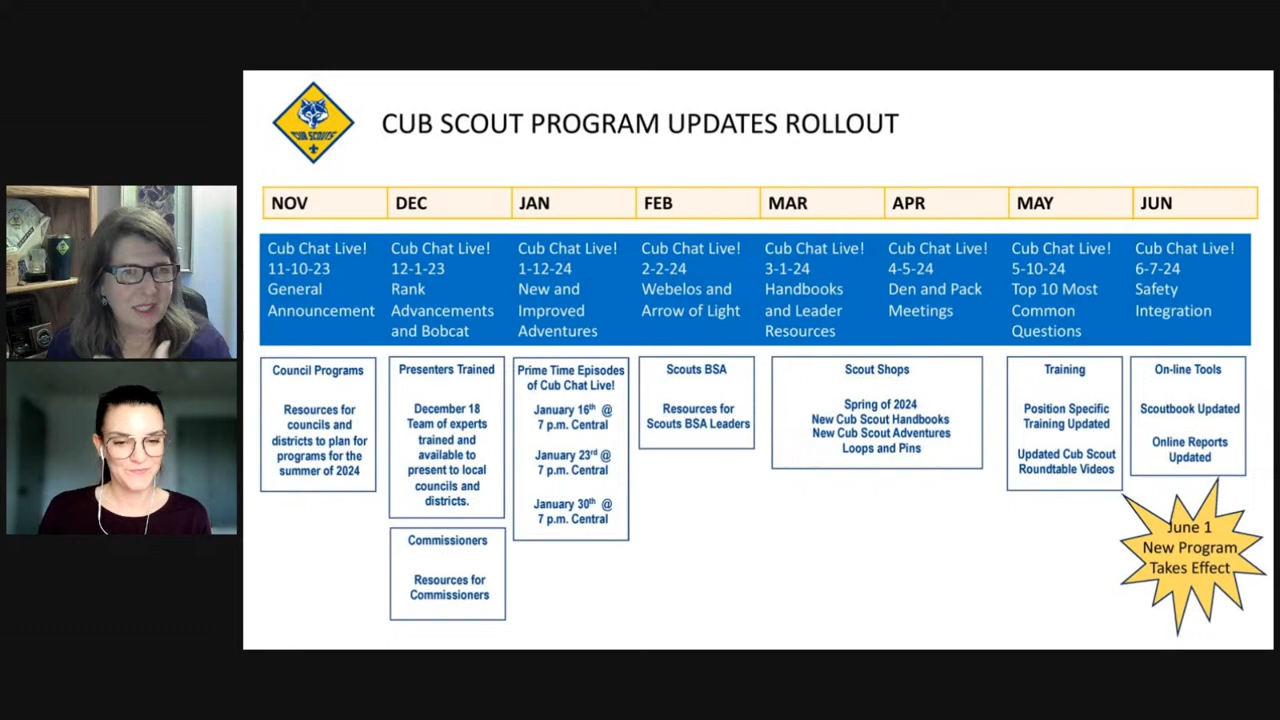 CUB SCOUTS
CUB SCOUT PROGRAM UPDATES ROLLOUT
NOV
DEC
JAN
FEB
MAR
APR
MAY
JUN
Cub Chat Live!
11-10-23
General
Announcement
Cub Chat Live!
12-1-23
Rank
Advancements
and Bobcat
Cub Chat Live!
1-12-24
New and
Improved
Adventures
Cub Chat Live!
2-2-24
Webelos and
Arrow of Light
Cub Chat Live!
3-1-24
Handbooks
and Leader
Resources
Cub Chat Live!
4-5-24
Den and Pack
Meetings
Cub Chat Live!
5-10-24
Top 10 Most
Common
Questions
Cub Chat Live!
6-7-24
Safety
Integration
Council Programs
Resources for
councils and
districts to plan for
programs for the
summer of 2024
Presenters Trained
December 18
Team of experts
trained and
available to
present to local
councils and
districts.
Commissioners
Resources for
Commissioners
Prime Time Episodes
of Cub Chat Live!
January 16th @
7 p.m. Central
January 23rd @
7 p.m. Central
January 30th @
7 p.m. Central
Scouts BSA
Resources for
Scouts BSA Leaders
Scout Shops
Spring of 2024
New Cub Scout Handbooks
New Cub Scout Adventures
Loops and Pins
Training
Position Specific
Training Updated
Updated Cub Scout
Roundtable Videos
On-line Tools
Scoutbook Updated
Online Reports
Updated
June 1
New Program
Takes Effect